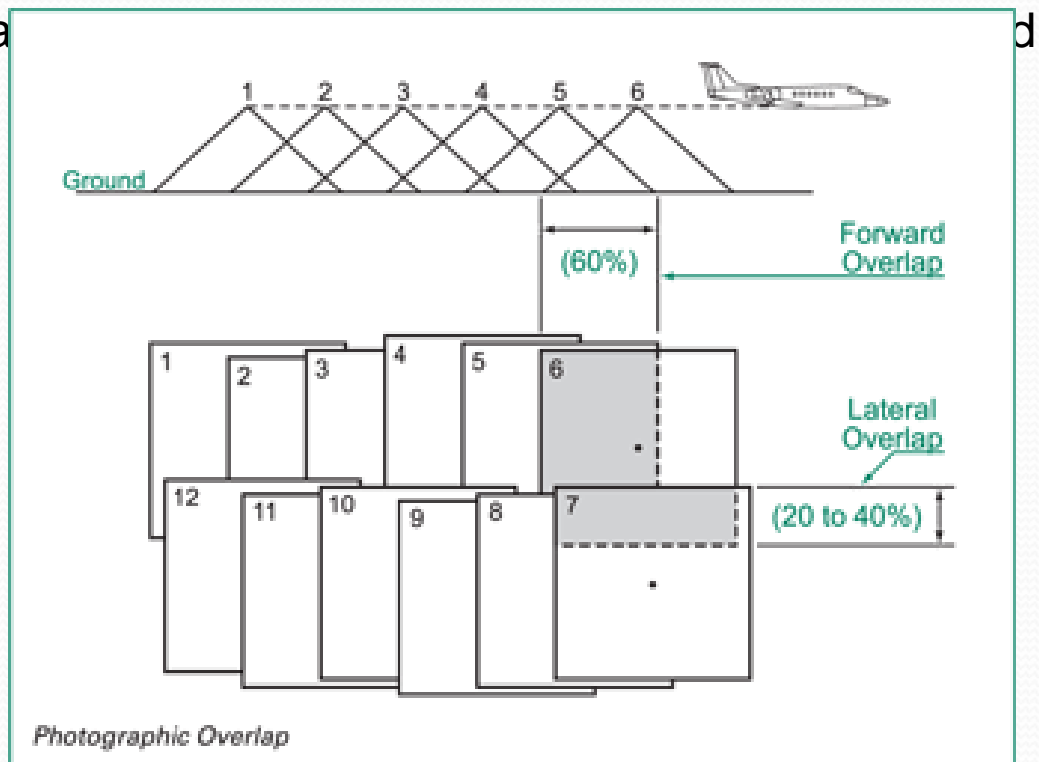 a
d
1 2 3 4 5 6
Ground
Forward
Overlap
(60%)
1 2 3 4 5 6
Lateral
Overlap
12 11 10 9 8 7
(20 to 40%)
Photographic Overlap